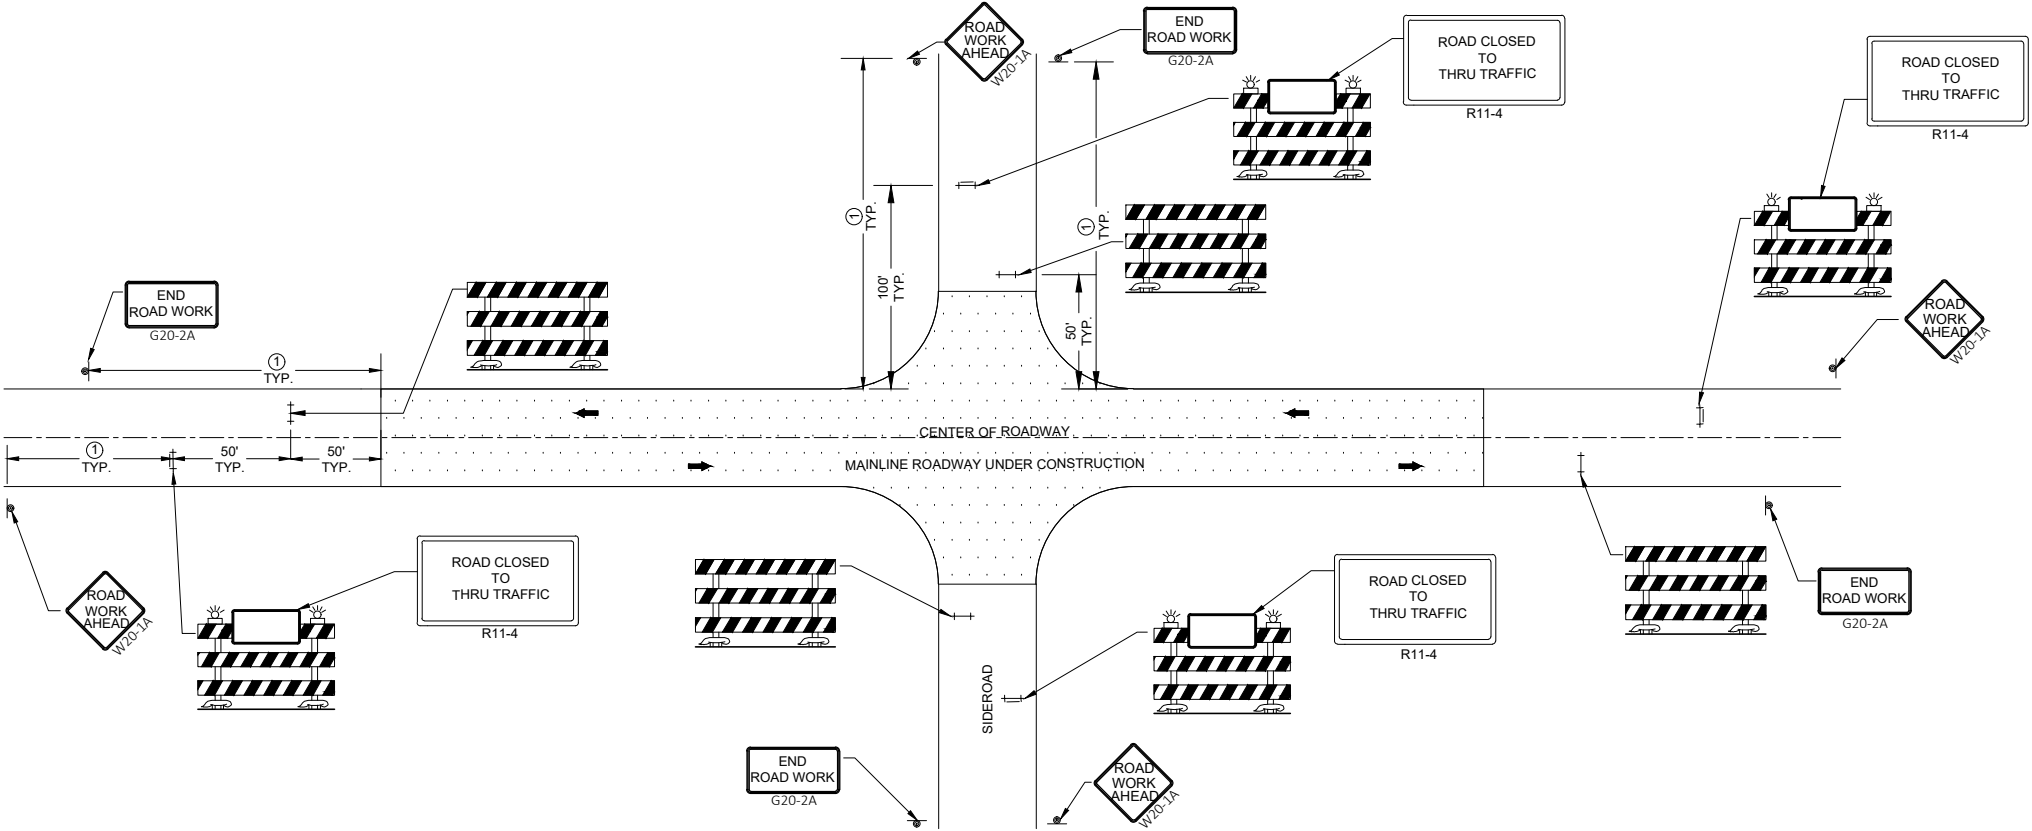 ROAD
WORK
AHEAD
W20-1A
END
ROAD WORK
G20-2A
ROAD CLOSED
TO
THRU TRAFFIC
R11-4
ROAD CLOSED
TO
THRU TRAFFIC
R11-4
1
TYP.
100'
TYP.
1
TYP.
50'
TYP.
END
ROAD WORK
G20-2A
1
TYP.
ROAD
WORK
AHEAD
W20-1A
CENTER OF ROADWAY
MAINLINE ROADWAY UNDER CONSTRUCTION
1
TYP.
50'
TYP.
50'
TYP.
ROAD
WORK
AHEAD
W20-1A
ROAD CLOSED
TO
THRU TRAFFIC
R11-4
ROAD CLOSED
TO
THRU TRAFFIC
R11-4
END
ROAD WORK
G20-2A
SIDEROAD
END
ROAD WORK
G20-2A
ROAD
WORK
AHEAD
W20-1A